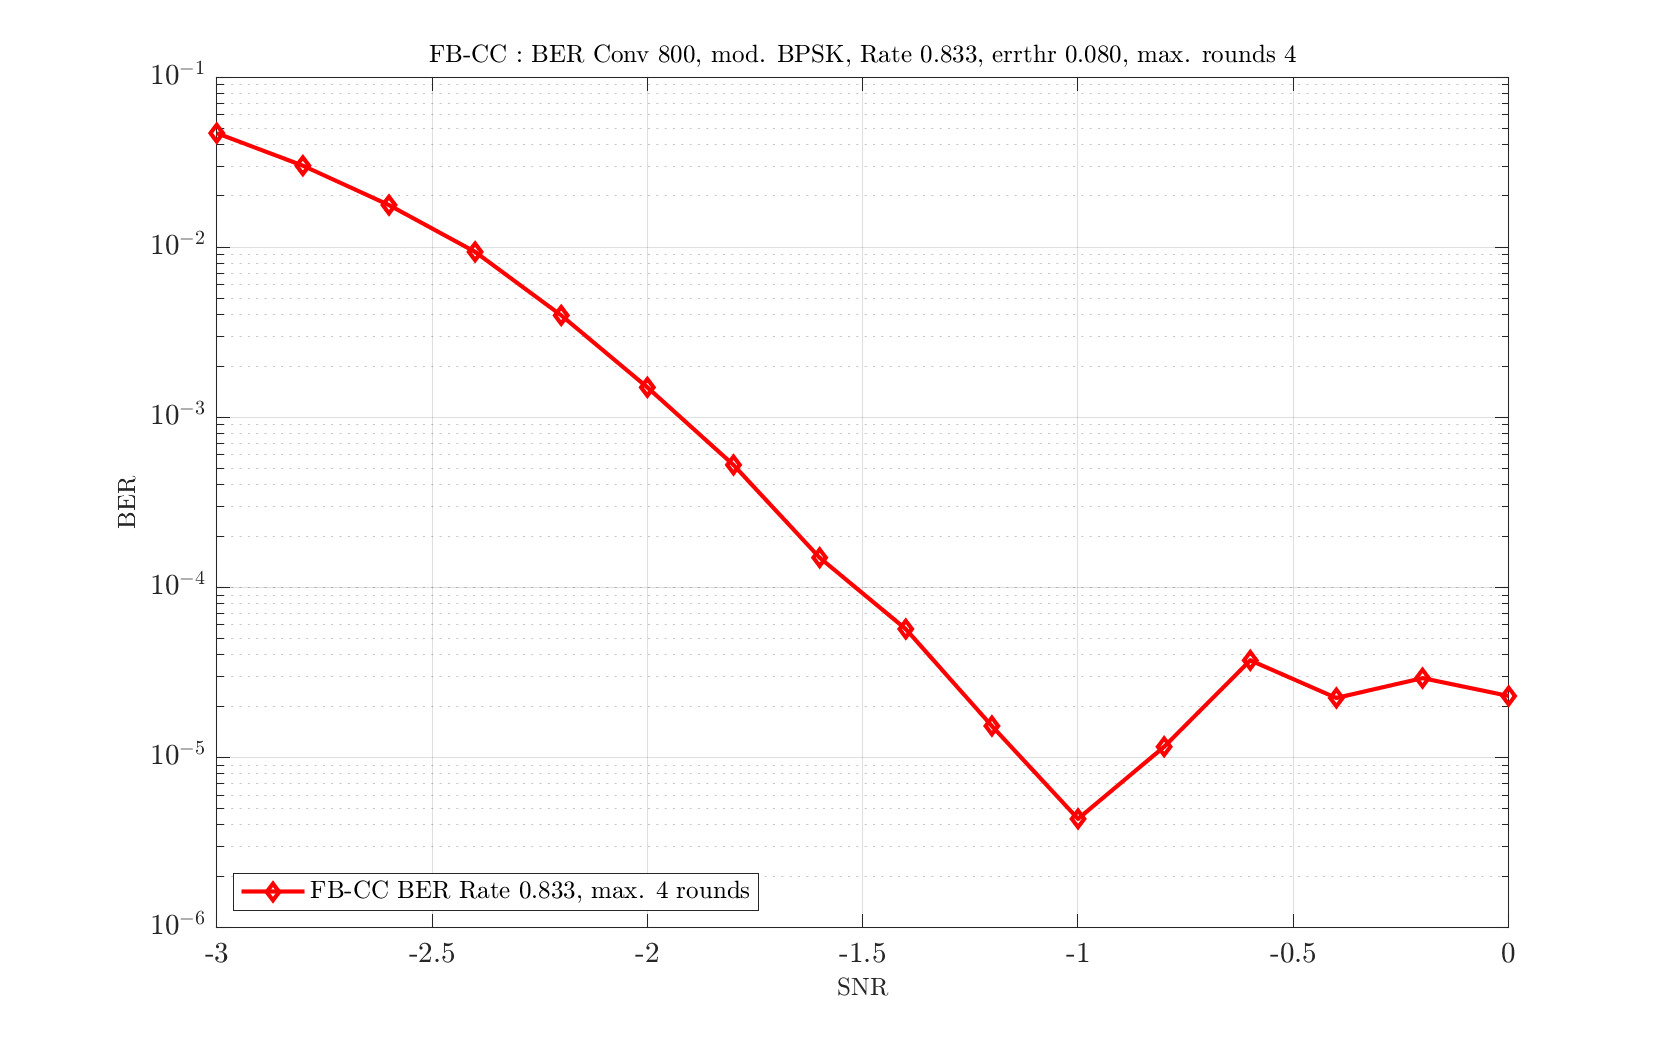 FB-CC : BER Conv 800, mod. BPSK, Rate 0.833, errthr 0.080, max. rounds 4
10⁻¹
10⁻²
10⁻³
10⁻⁴
10⁻⁵
10⁻⁶
BER
FB-CC BER Rate 0.833, max. 4 rounds
-3 -2.5 -2 -1.5 -1 -0.5 0
SNR